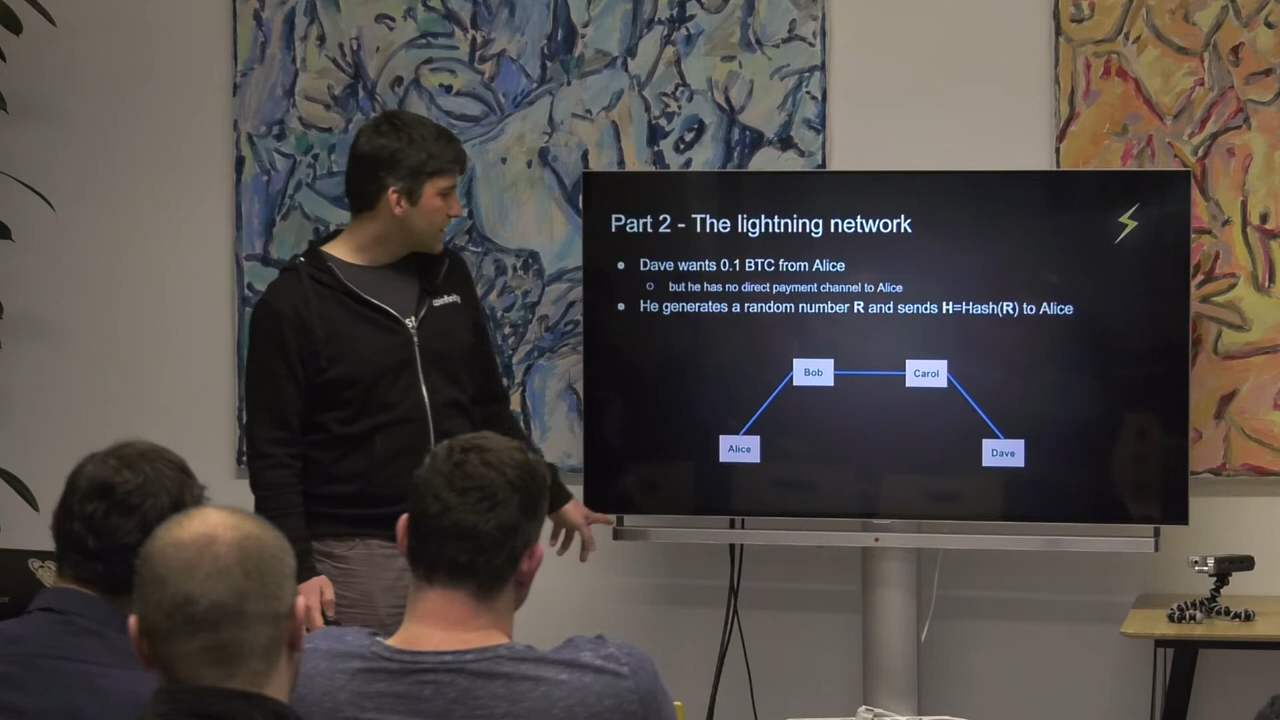 Part 2 - The lightning network
Dave wants 0.1 BTC from Alice
but he has no direct payment channel to Alice
He generates a random number R and sends H=Hash(R) to Alice
Bob
Carol
Alice
Dave
coinfinity